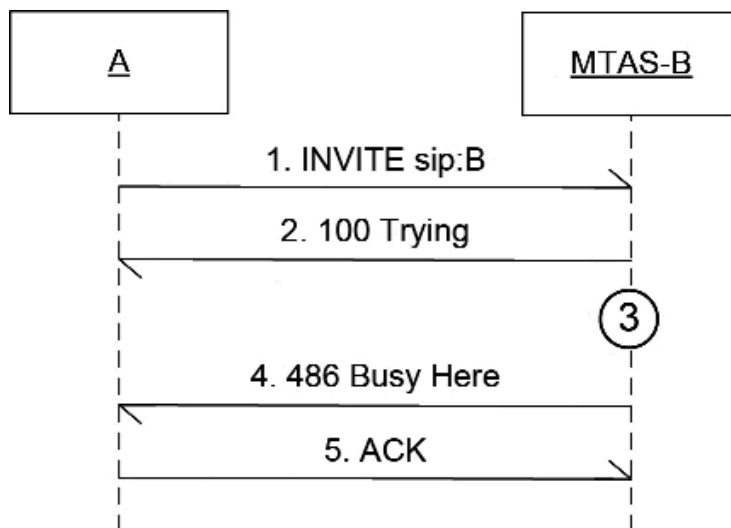 A
MTAS-B
1. INVITE sip:B
2. 100 Trying
3
4. 486 Busy Here
5. ACK